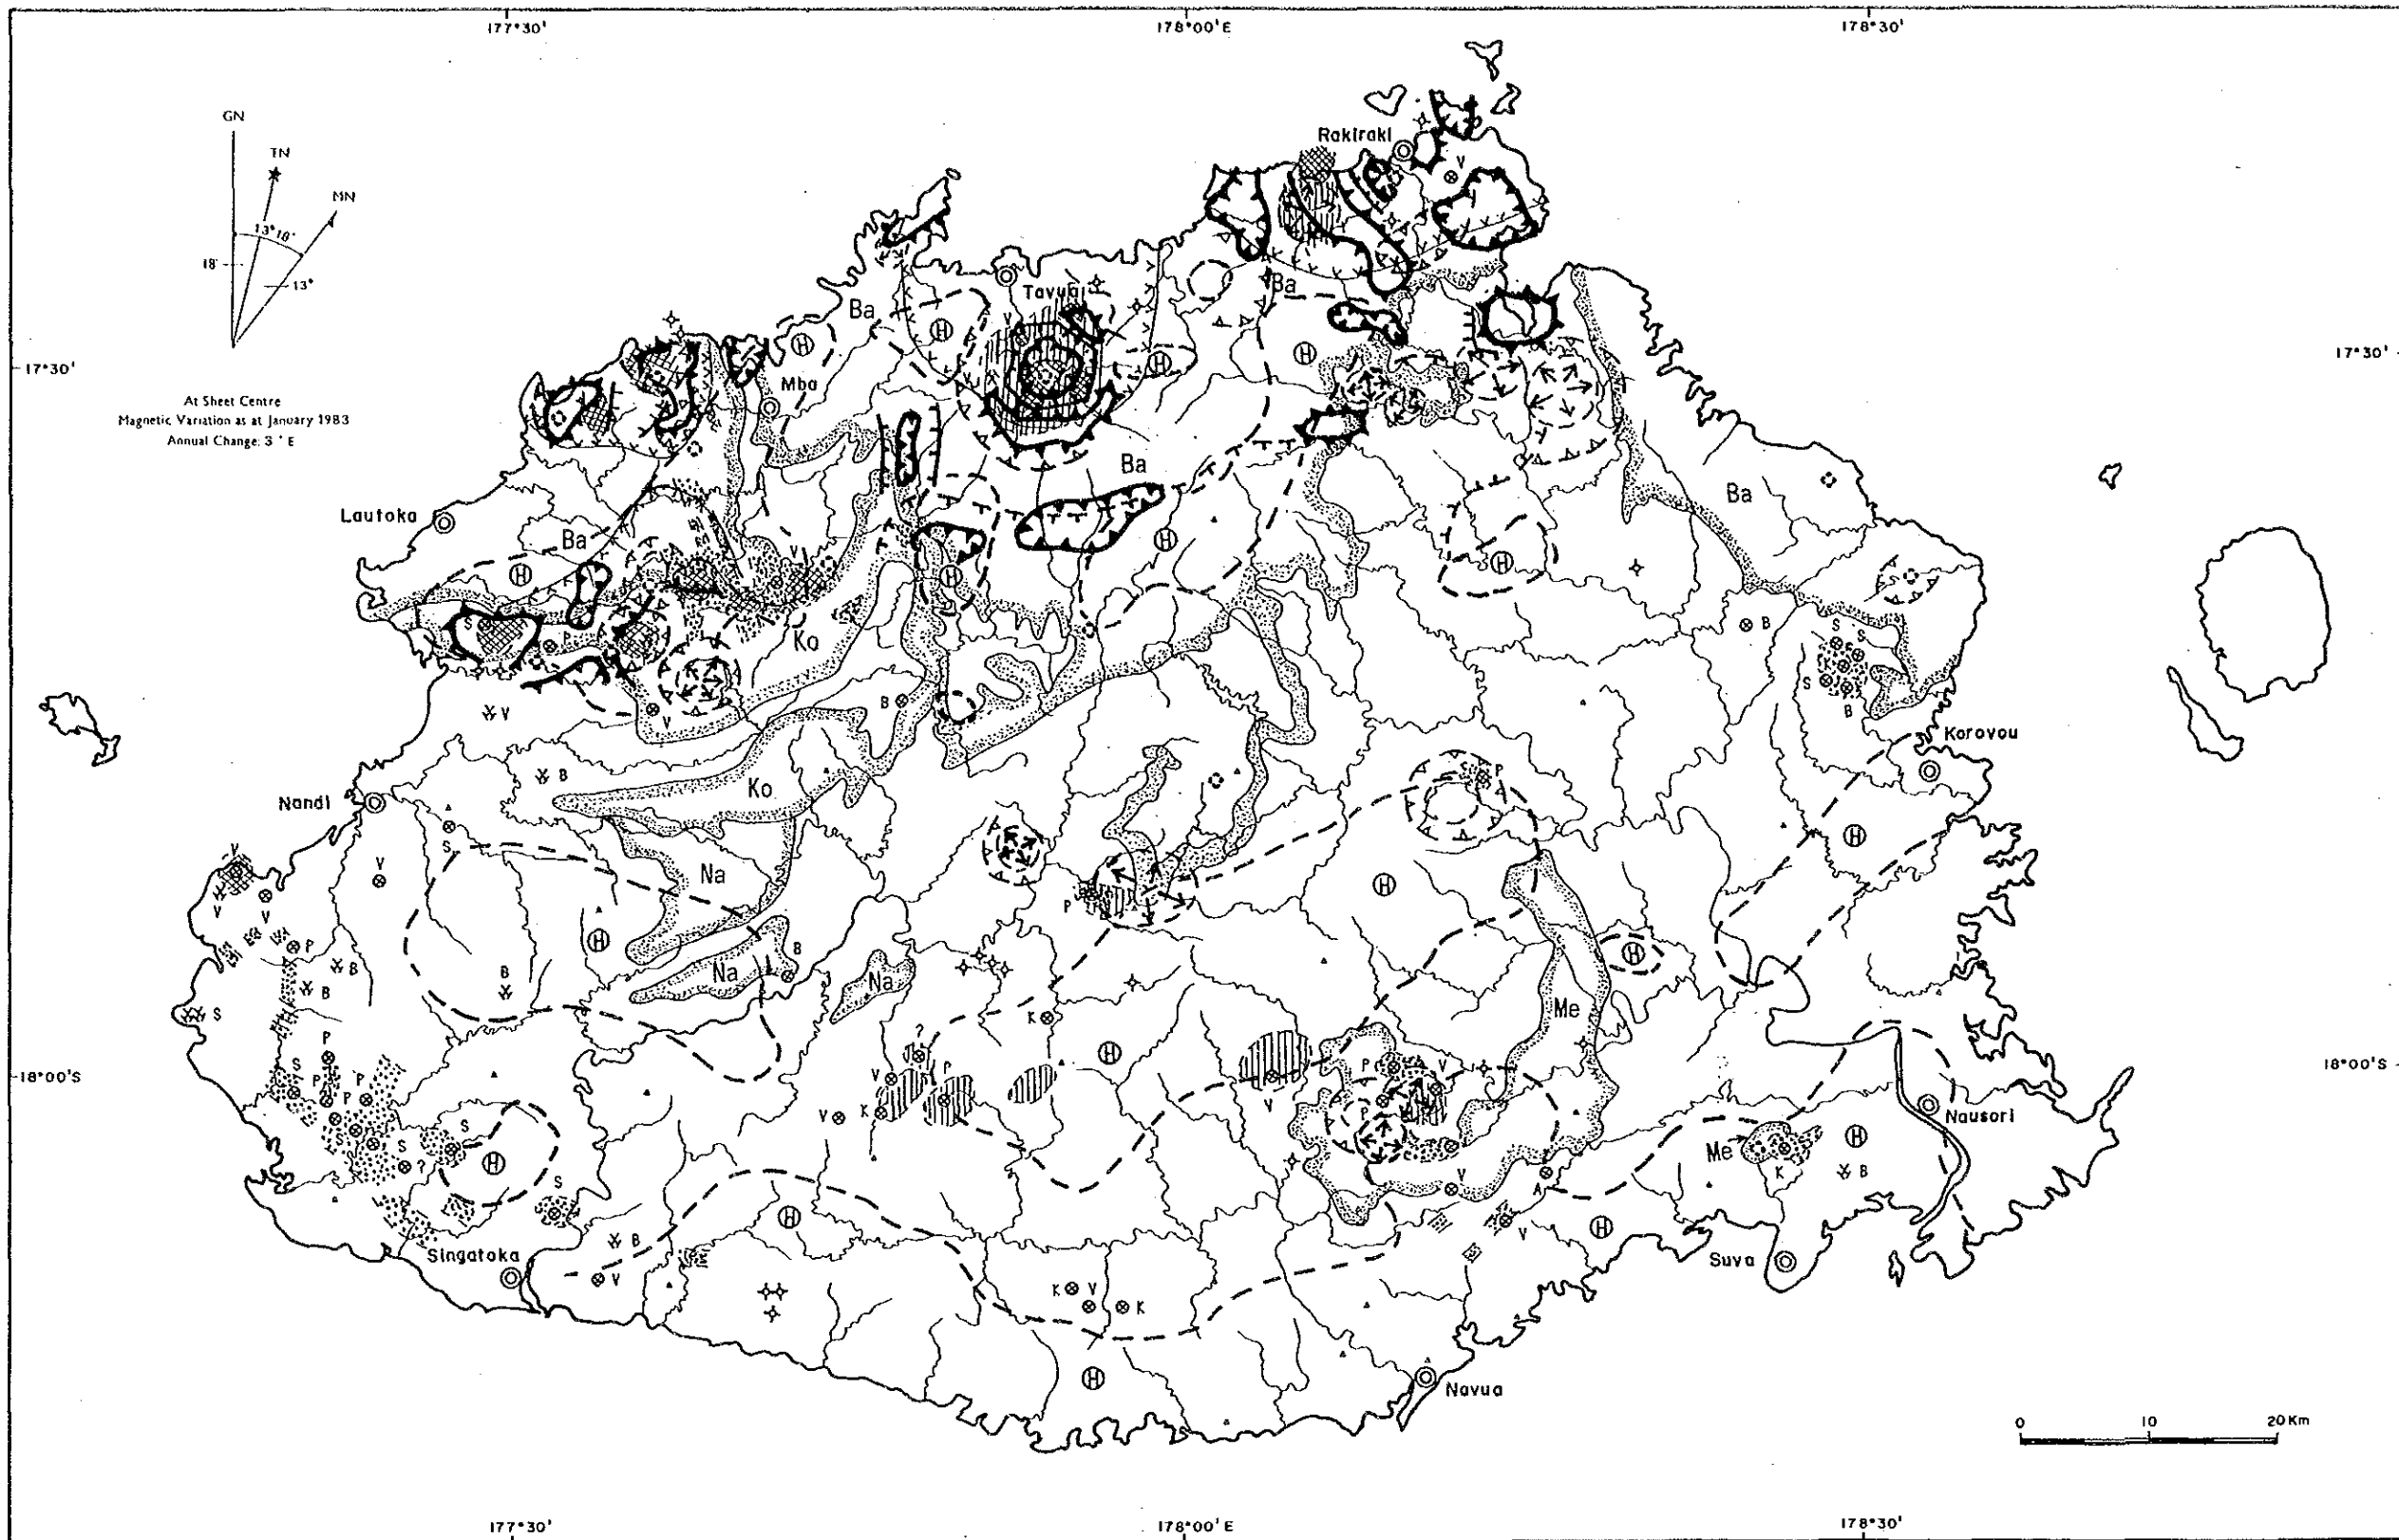 177°30'
178°00'E
178°30'
GN
TN
MN
13°10'
18'
13°
17°30'
17°30'
At Sheet Centre
Magnetic Variation as at January 1983
Annual Change: 3' E
Rakiraki
V
Tavua
Ba
Ba
V
H
H
H
H
Mba
Ba
Ba
Lautoka
Ba
H
H
H
H
V
S
P
Ko
B
S
S
K
S
B
V
V
B
Korovou
B
Ko
P
Nandi
S
H
V
V
Na
H
V
V
P
P
H
B
Na
B
H
Na
B
B
Me
S
K
?
H
P
18°00'S
18°00'S
S
P
P
V
P
V
K
V
P
V
P
V
Nausori
S
S
S
?
H
Me
H
K
B
S
V
A
H
B
V
H
Singatoka
V
Suva
K
V
K
H
Navua
0
10
20 Km
177°30'
178°00'E
178°30'